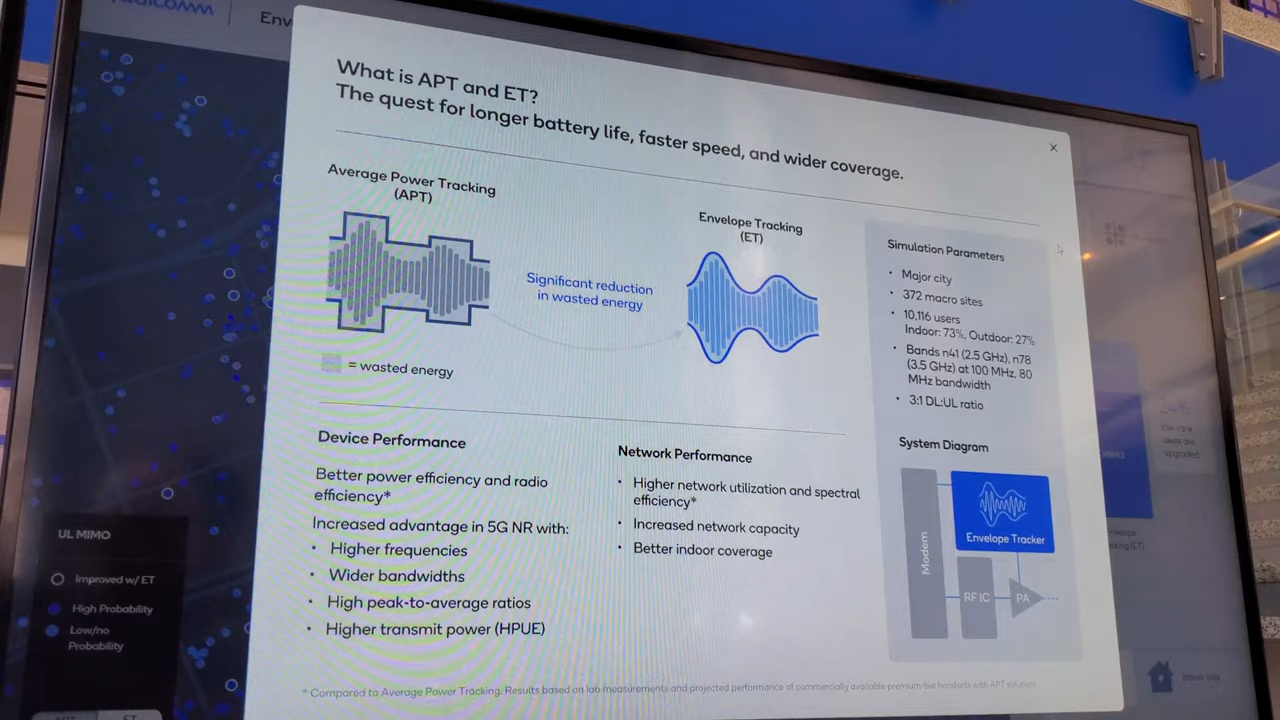 Qualcomm
Env
What is APT and ET?
The quest for longer battery life, faster speed, and wider coverage.
Average Power Tracking
(APT)
Significant reduction
in wasted energy
Envelope Tracking
(ET)
= wasted energy
Device Performance
Better power efficiency and radio
efficiency*
Increased advantage in 5G NR with:
• Higher frequencies
• Wider bandwidths
• High peak-to-average ratios
• Higher transmit power (HPUE)
Network Performance
• Higher network utilization and spectral
efficiency*
• Increased network capacity
• Better indoor coverage
Simulation Parameters
• Major city
• 372 macro sites
• 10,116 users
Indoor: 73%, Outdoor: 27%
• Bands n41 (2.5 GHz), n78
(3.5 GHz) at 100 MHz, 80
MHz bandwidth
• 3:1 DL:UL ratio
System Diagram
Modem
Envelope Tracker
RF IC
PA
* Compared to Average Power Tracking. Results based on lab measurements and projected performance of commercially available premium-tier handsets with APT solution
UL MIMO
Improved w/ ET
High Probability
Low/no
Probability
APT
ET
users are
upgraded